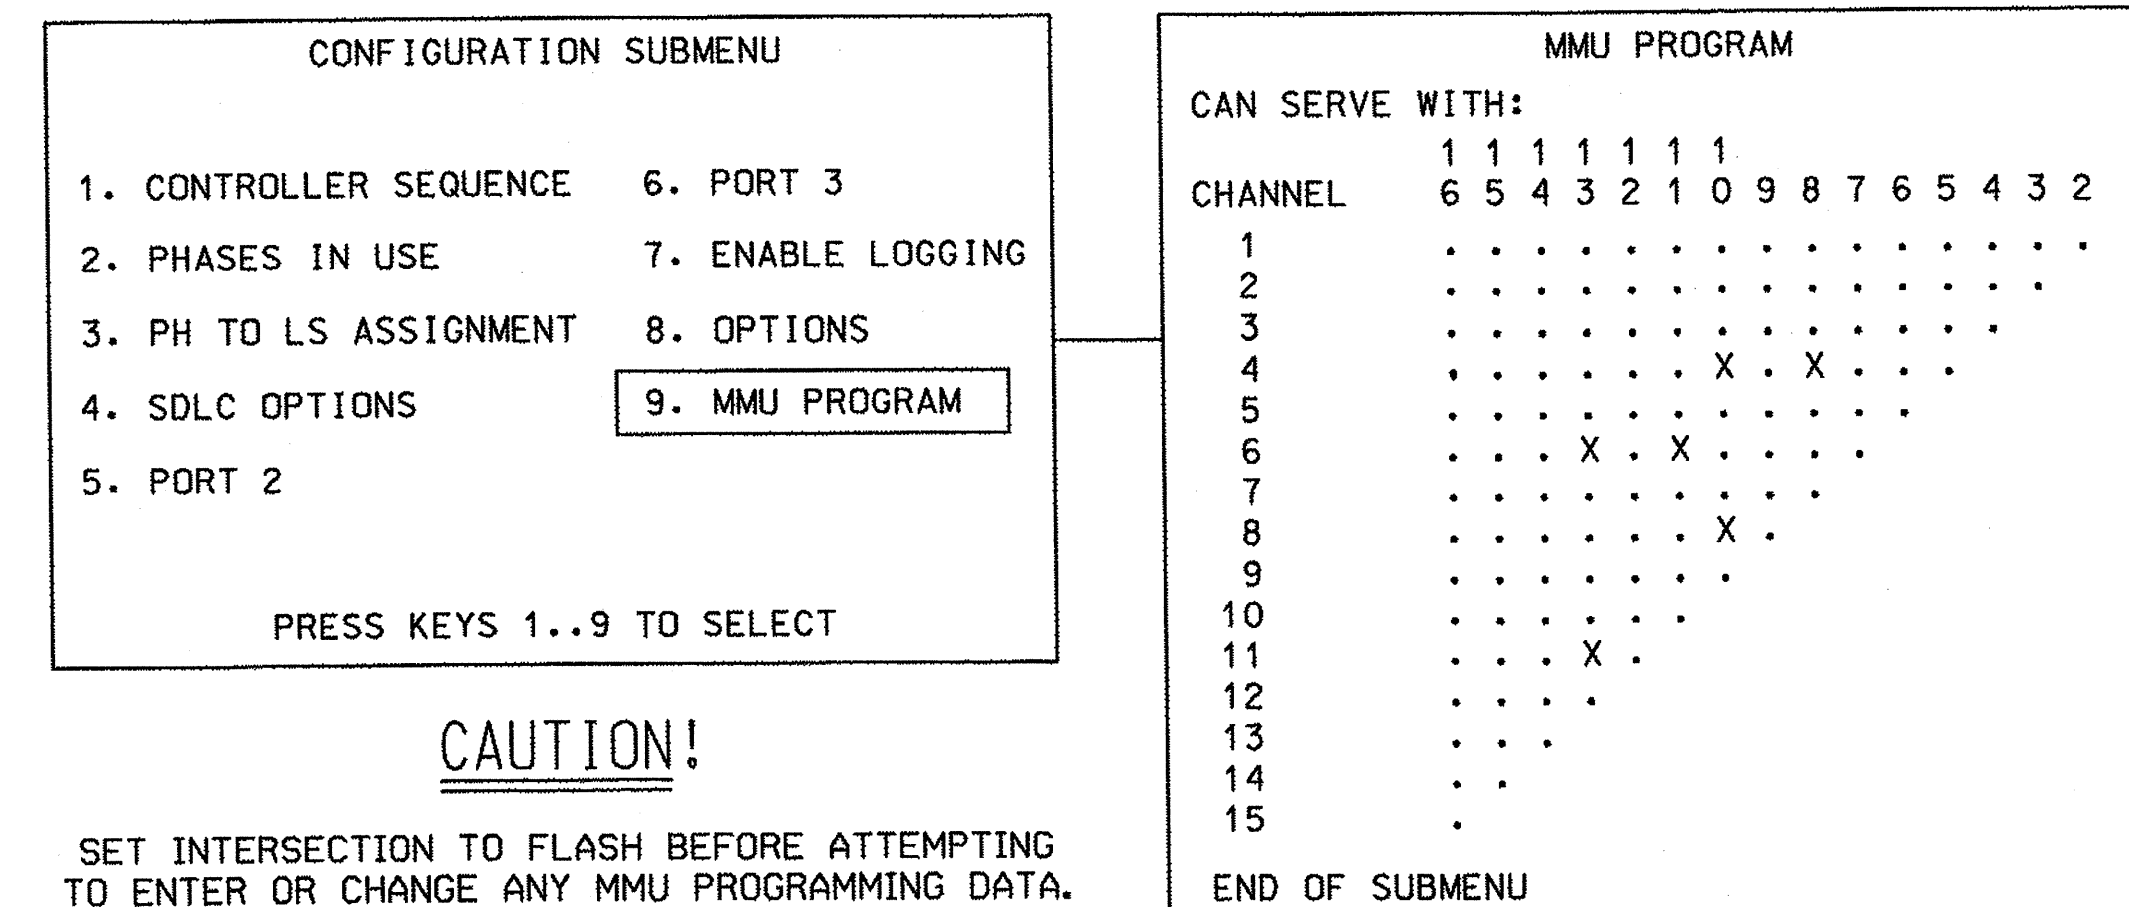 CONFIGURATION SUBMENU
1. CONTROLLER SEQUENCE 6. PORT 3
2. PHASES IN USE 7. ENABLE LOGGING
3. PH TO LS ASSIGNMENT 8. OPTIONS
4. SDLC OPTIONS 9. MMU PROGRAM
5. PORT 2
PRESS KEYS 1..9 TO SELECT
CAUTION!
SET INTERSECTION TO FLASH BEFORE ATTEMPTING
TO ENTER OR CHANGE ANY MMU PROGRAMMING DATA.
MMU PROGRAM
CAN SERVE WITH:
1 1 1 1 1 1 1
CHANNEL 6 5 4 3 2 1 0 9 8 7 6 5 4 3 2
1 . . . . . . . . . . . . . . .
2 . . . . . . . . . . . . . .
3 . . . . . . . . . . . . .
4 . . . . . . X . X . . .
5 . . . . . . . . . . .
6 . . . X . X . . . .
7 . . . . . . . . .
8 . . . . . . X .
9 . . . . . . .
10 . . . . . .
11 . . . X .
12 . . . .
13 . . .
14 . .
15 .
END OF SUBMENU